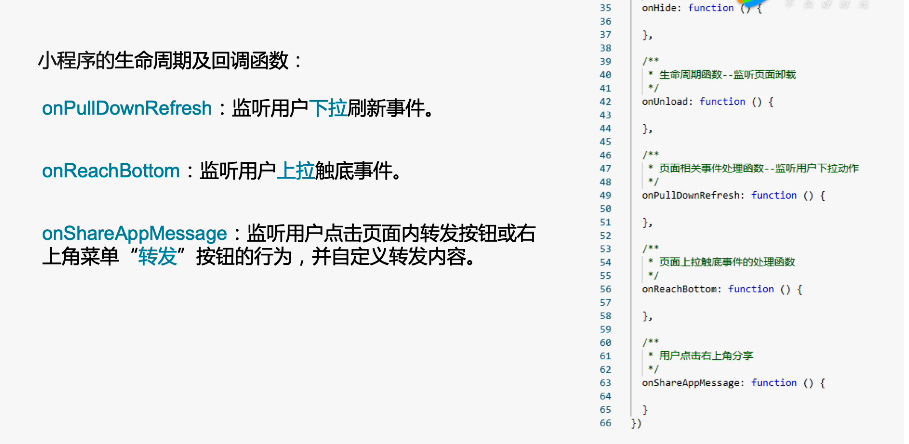 小程序的生命周期及回调函数：
onPullDownRefresh：监听用户下拉刷新事件。
onReachBottom：监听用户上拉触底事件。
onShareAppMessage：监听用户点击页面内转发按钮或右
上角菜单“转发”按钮的行为，并自定义转发内容。
35 onHide: function () {
36
37 },
38
39 /**
40 * 生命周期函数--监听页面卸载
41 */
42 onUnload: function () {
43
44 },
45
46 /**
47 * 页面相关事件处理函数--监听用户下拉动作
48 */
49 onPullDownRefresh: function () {
50
51 },
52
53 /**
54 * 页面上拉触底事件的处理函数
55 */
56 onReachBottom: function () {
57
58 },
59
60 /**
61 * 用户点击右上角分享
62 */
63 onShareAppMessage: function () {
64
65 }
66 })